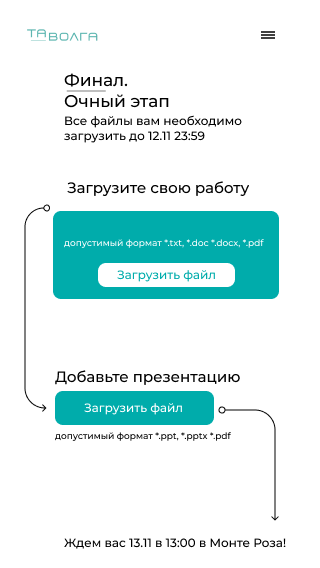 ТАВОЛГА
Финал.
Очный этап
Все файлы вам необходимо
загрузить до 12.11 23:59
Загрузите свою работу
допустимый формат *.txt, *.doc *.docx, *.pdf
Загрузить файл
Добавьте презентацию
Загрузить файл
допустимый формат *.ppt, *.pptx *.pdf
Ждем вас 13.11 в 13:00 в Монте Роза!